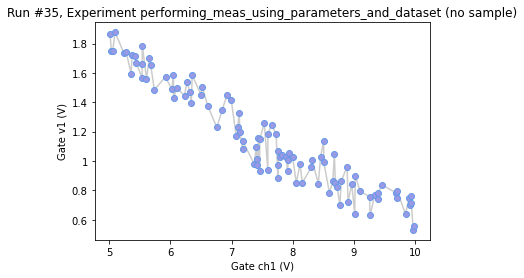 Run #35, Experiment performing_meas_using_parameters_and_dataset (no sample)
Gate v1 (V)
1.8
1.6
1.4
1.2
1
0.8
0.6
5 6 7 8 9 10
Gate ch1 (V)